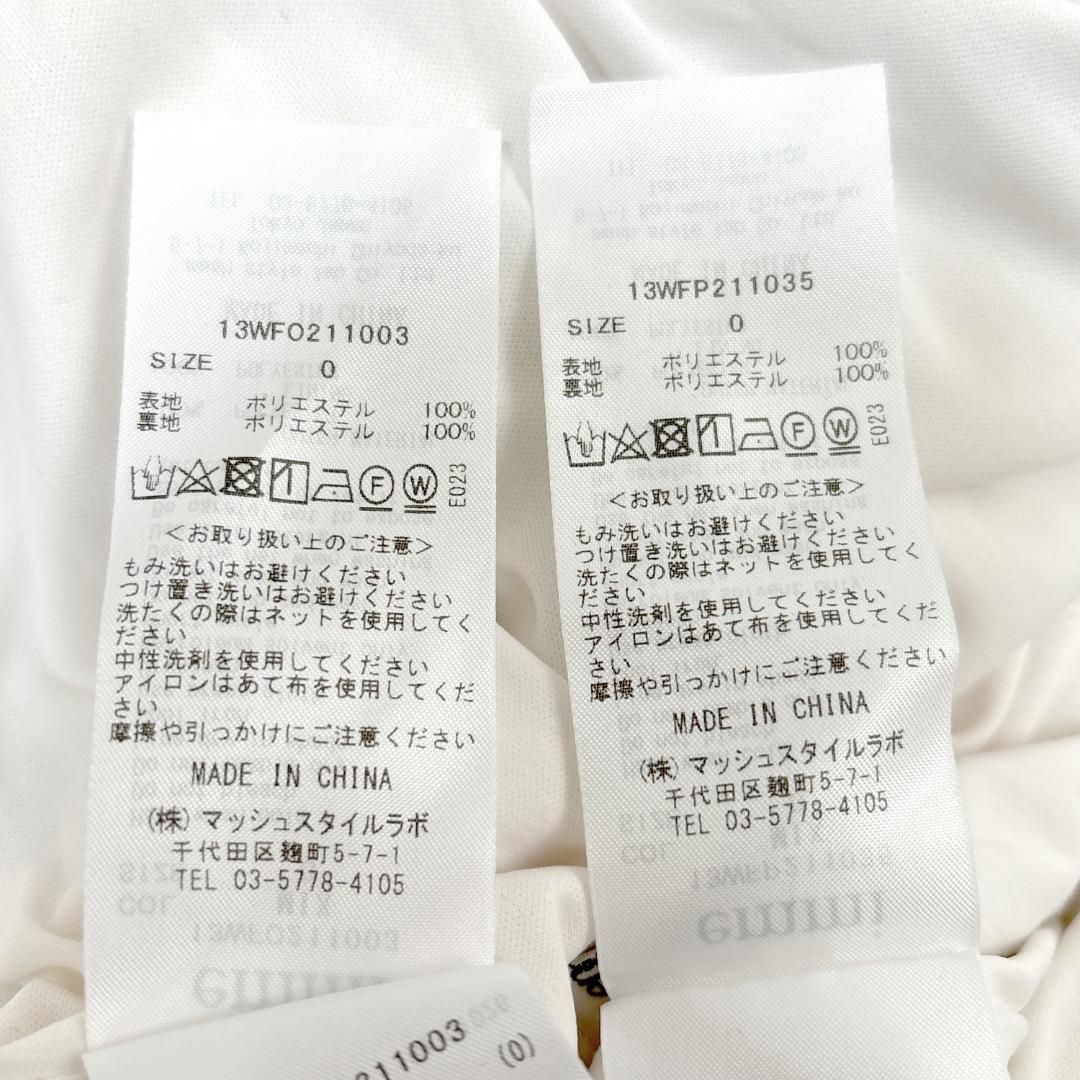 13WFO211003
SIZE 0
表地 ポリエステル 100%
裏地 ポリエステル 100%
F W E023
<お取り扱い上のご注意>
もみ洗いはお避けください
つけ置き洗いはお避けください
洗たくの際はネットを使用してく
ださい
中性洗剤を使用してください
アイロンはあて布を使用してくだ
さい
摩擦や引っかけにご注意ください
MADE IN CHINA
(株)マッシュスタイルラボ
千代田区麹町5-7-1
TEL 03-5778-4105
211003
(0)
13WFP211035
SIZE 0
表地 ポリエステル 100%
裏地 ポリエステル 100%
F W E023
<お取り扱い上のご注意>
もみ洗いはお避けください
つけ置き洗いはお避けください
洗たくの際はネットを使用してく
ださい
中性洗剤を使用してください
アイロンはあて布を使用してくだ
さい
摩擦や引っかけにご注意ください
MADE IN CHINA
(株)マッシュスタイルラボ
千代田区麹町5-7-1
TEL 03-5778-4105